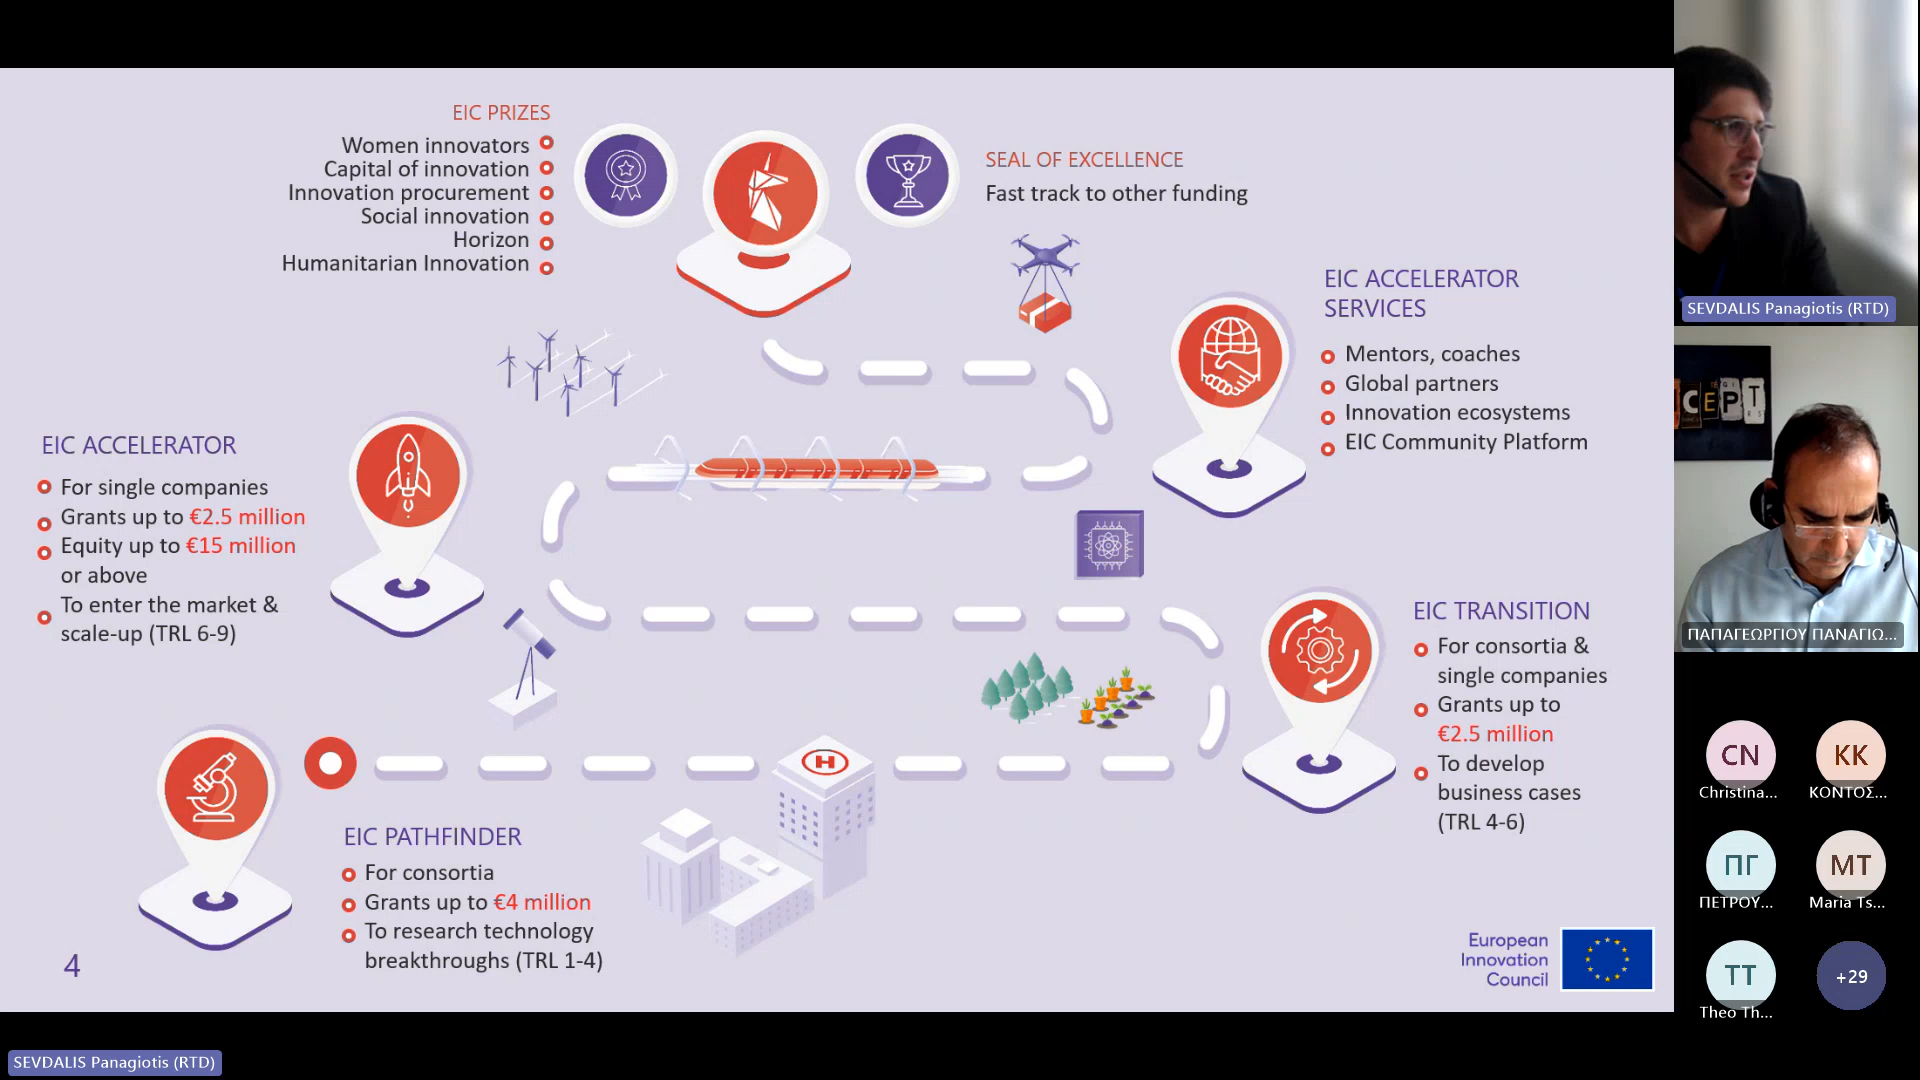 EIC PRIZES
Women innovators
Capital of innovation
Innovation procurement
Social innovation
Horizon
Humanitarian Innovation
SEAL OF EXCELLENCE
Fast track to other funding
EIC ACCELERATOR
SERVICES
Mentors, coaches
Global partners
Innovation ecosystems
EIC Community Platform
EIC ACCELERATOR
For single companies
Grants up to €2.5 million
Equity up to €15 million
or above
To enter the market &
scale-up (TRL 6-9)
EIC TRANSITION
For consortia &
single companies
Grants up to
€2.5 million
To develop
business cases
(TRL 4-6)
H
EIC PATHFINDER
For consortia
Grants up to €4 million
To research technology
breakthroughs (TRL 1-4)
4
European
Innovation
Council
SEVDALIS Panagiotis (RTD)
SEVDALIS Panagiotis (RTD)
CEPT
ΠΑΠΑΓΕΩΡΓΙΟΥ ΠΑΝΑΓΙΩ...
CN
Christina...
ΚΚ
ΚΟΝΤΟΣ...
ΠΓ
ΠΕΤΡΟΥ...
MT
Maria Ts...
TT
Theo Th...
+29